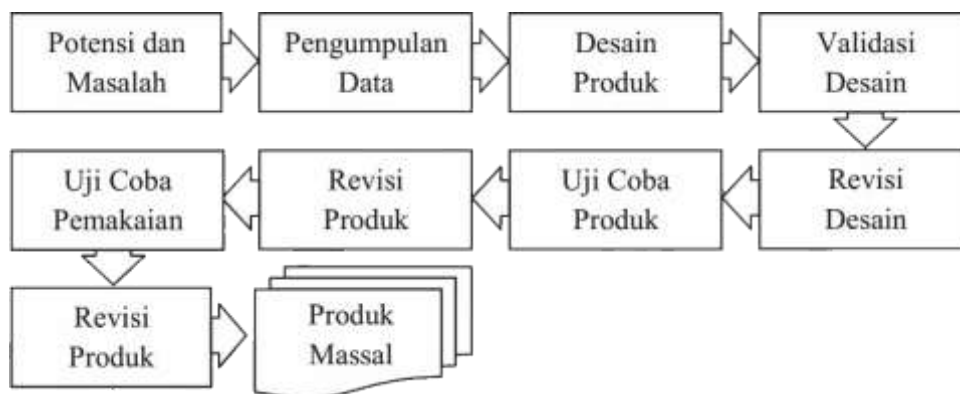 Potensi dan
Masalah
Pengumpulan
Data
Desain
Produk
Validasi
Desain
Revisi
Desain
Uji Coba
Produk
Revisi
Produk
Uji Coba
Pemakaian
Revisi
Produk
Produk
Massal